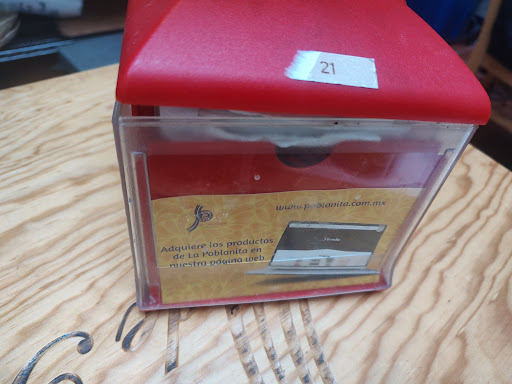 21
www.poblanita.com.mx
Adquiere los productos
de La Poblanita en
nuestra página web